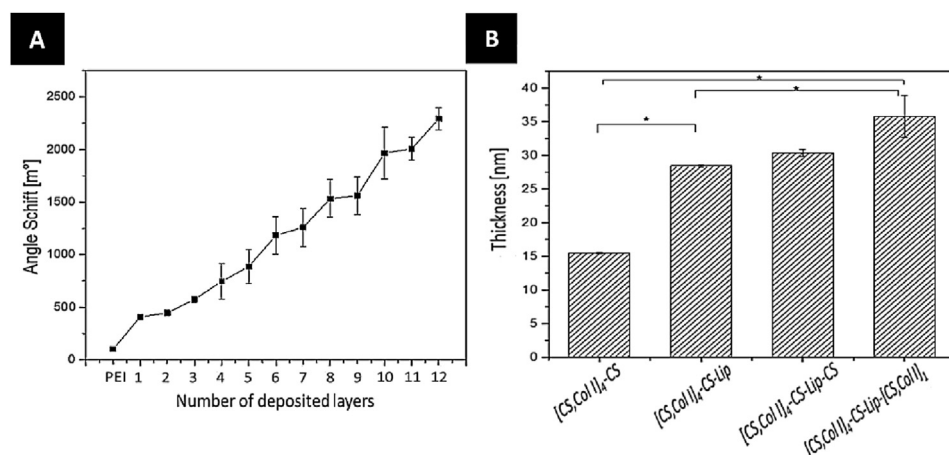 A
2500
2000
1500
1000
500
0
Angle Schift [m°]
PEI 1 2 3 4 5 6 7 8 9 10 11 12
Number of deposited layers
B
40
35
30
25
20
15
10
5
0
Thickness [nm]
*
*
*
[CS,Col I]4-CS
[CS,Col I]4-CS-Lip
[CS,Col I]4-CS-Lip-CS
[CS,Col I]4-CS-Lip-[CS,Col I]1